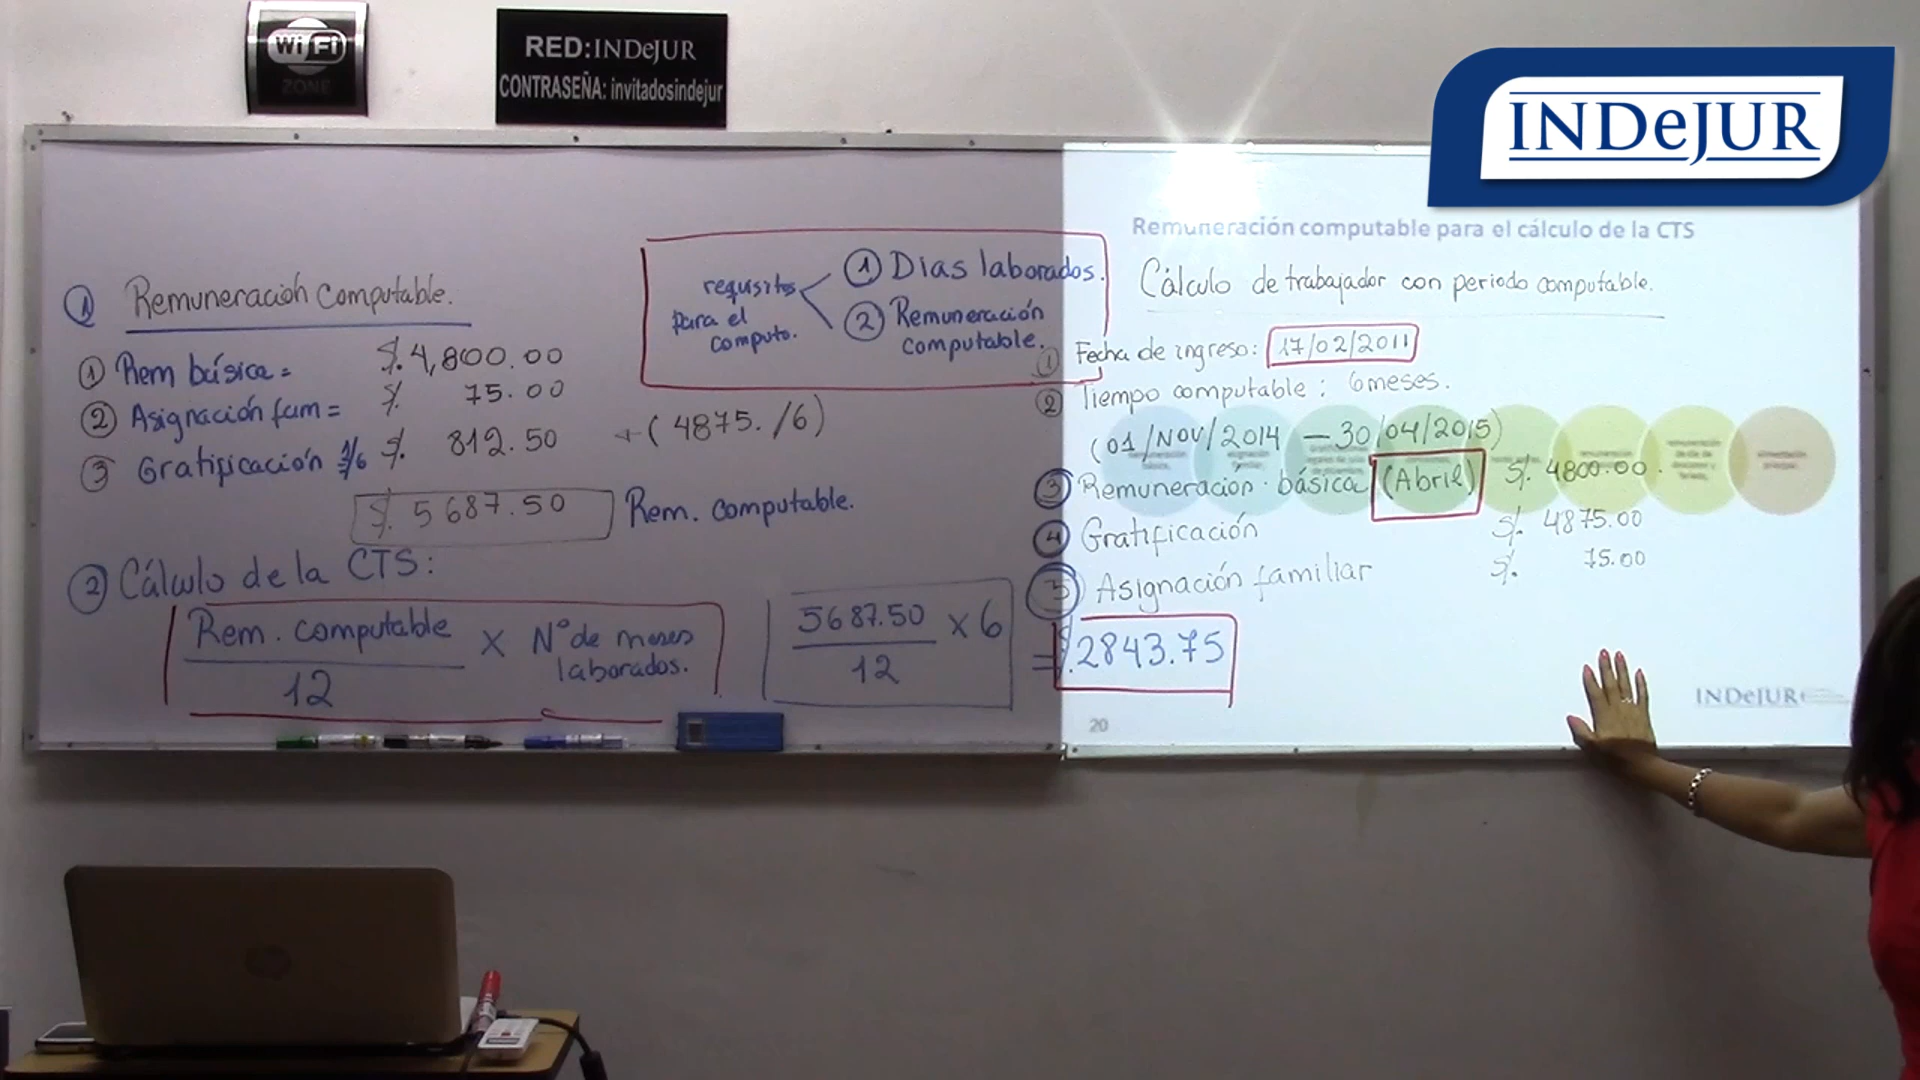 Wi Fi
ZONE
RED: INDeJUR
CONTRASEÑA: invitadosindejur
INDeJUR
① Remuneración Computable.
① Rem básica = S/. 4,800.00
② Asignación fam = S/. 75.00
③ Gratificación 1/6 S/. 812.50 ← (4875./6)
S/. 5687.50 Rem. computable.
② Cálculo de la CTS:
Rem. computable
12
X Nº de meses
laborados.
5687.50
12
x 6
= S/. 2843.75
requisitos
para el
computo.
① Dias laborados.
② Remuneración
computable.
Remuneración computable para el cálculo de la CTS
Cálculo de trabajador con periodo computable.
① Fecha de ingreso: 17/02/2011
② Tiempo computable : 6 meses.
(01/NOV/2014 — 30/04/2015)
③ Remuneración básica (Abril) S/. 4800.00
④ Gratificación S/. 4875.00
⑤ Asignación familiar S/. 75.00
INDeJUR
20